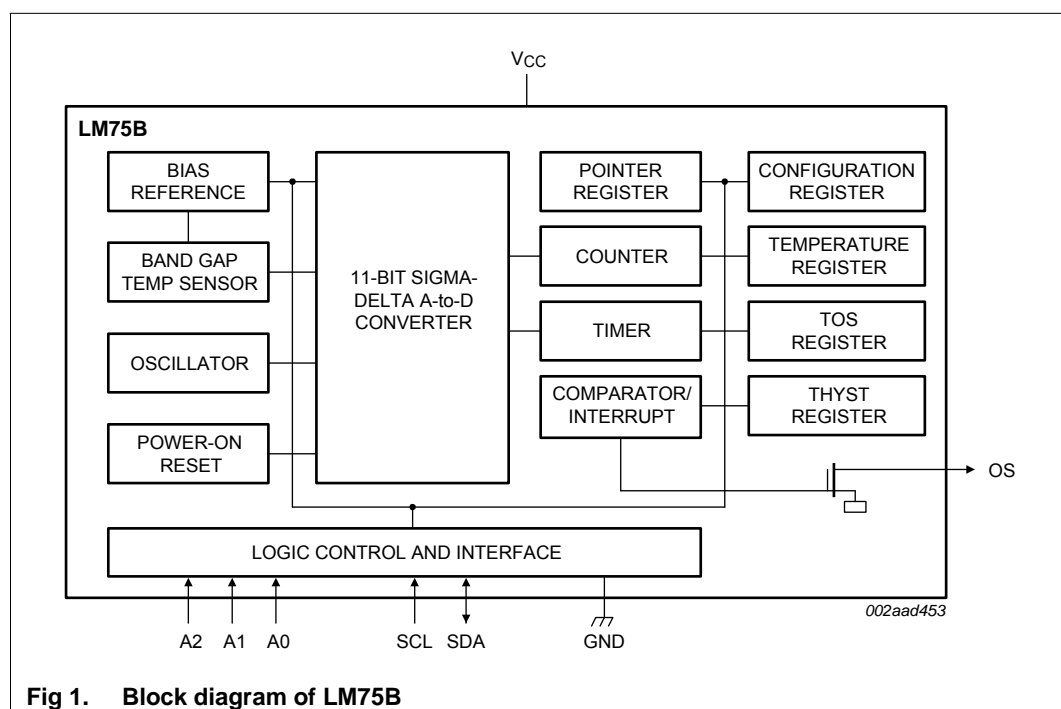 VCC
LM75B
BIAS
REFERENCE
BAND GAP
TEMP SENSOR
OSCILLATOR
POWER-ON
RESET
11-BIT SIGMA-
DELTA A-to-D
CONVERTER
POINTER
REGISTER
CONFIGURATION
REGISTER
COUNTER
TEMPERATURE
REGISTER
TIMER
TOS
REGISTER
COMPARATOR/
INTERRUPT
THYST
REGISTER
OS
LOGIC CONTROL AND INTERFACE
002aad453
A2 A1 A0 SCL SDA GND
Fig 1. Block diagram of LM75B